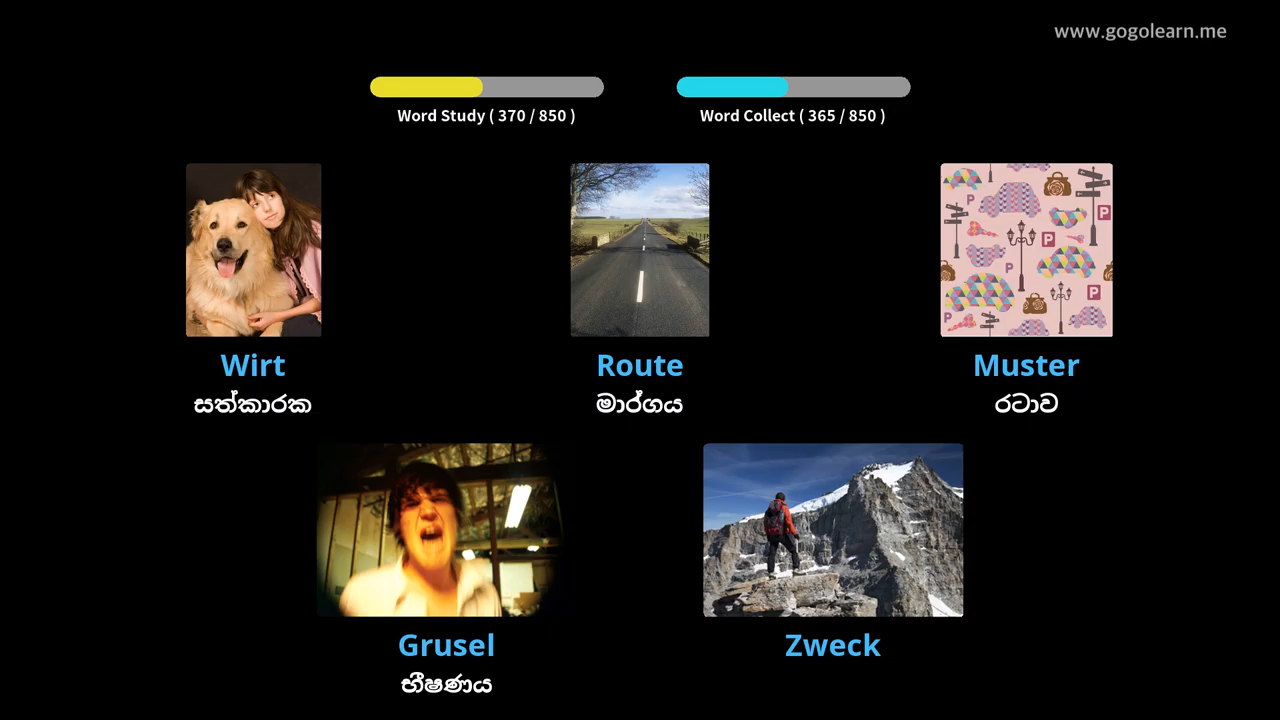 www.gogolearn.me
Word Study ( 370 / 850 )
Word Collect ( 365 / 850 )
P
P
P
P
P
P
Wirt
සත්කාරක
Route
මාර්ගය
Muster
රටාව
Grusel
භීෂණය
Zweck